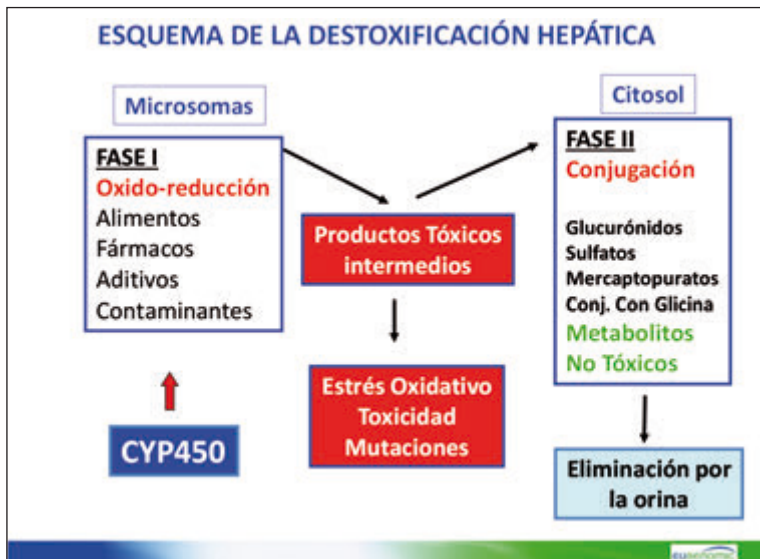 ESQUEMA DE LA DESTOXIFICACIÓN HEPÁTICA
Microsomas
FASE I
Oxido-reducción
Alimentos
Fármacos
Aditivos
Contaminantes
CYP450
Productos Tóxicos
intermedios
Estrés Oxidativo
Toxicidad
Mutaciones
Citosol
FASE II
Conjugación
Glucurónidos
Sulfatos
Mercaptopuratos
Conj. Con Glicina
Metabolitos
No Tóxicos
Eliminación por
la orina